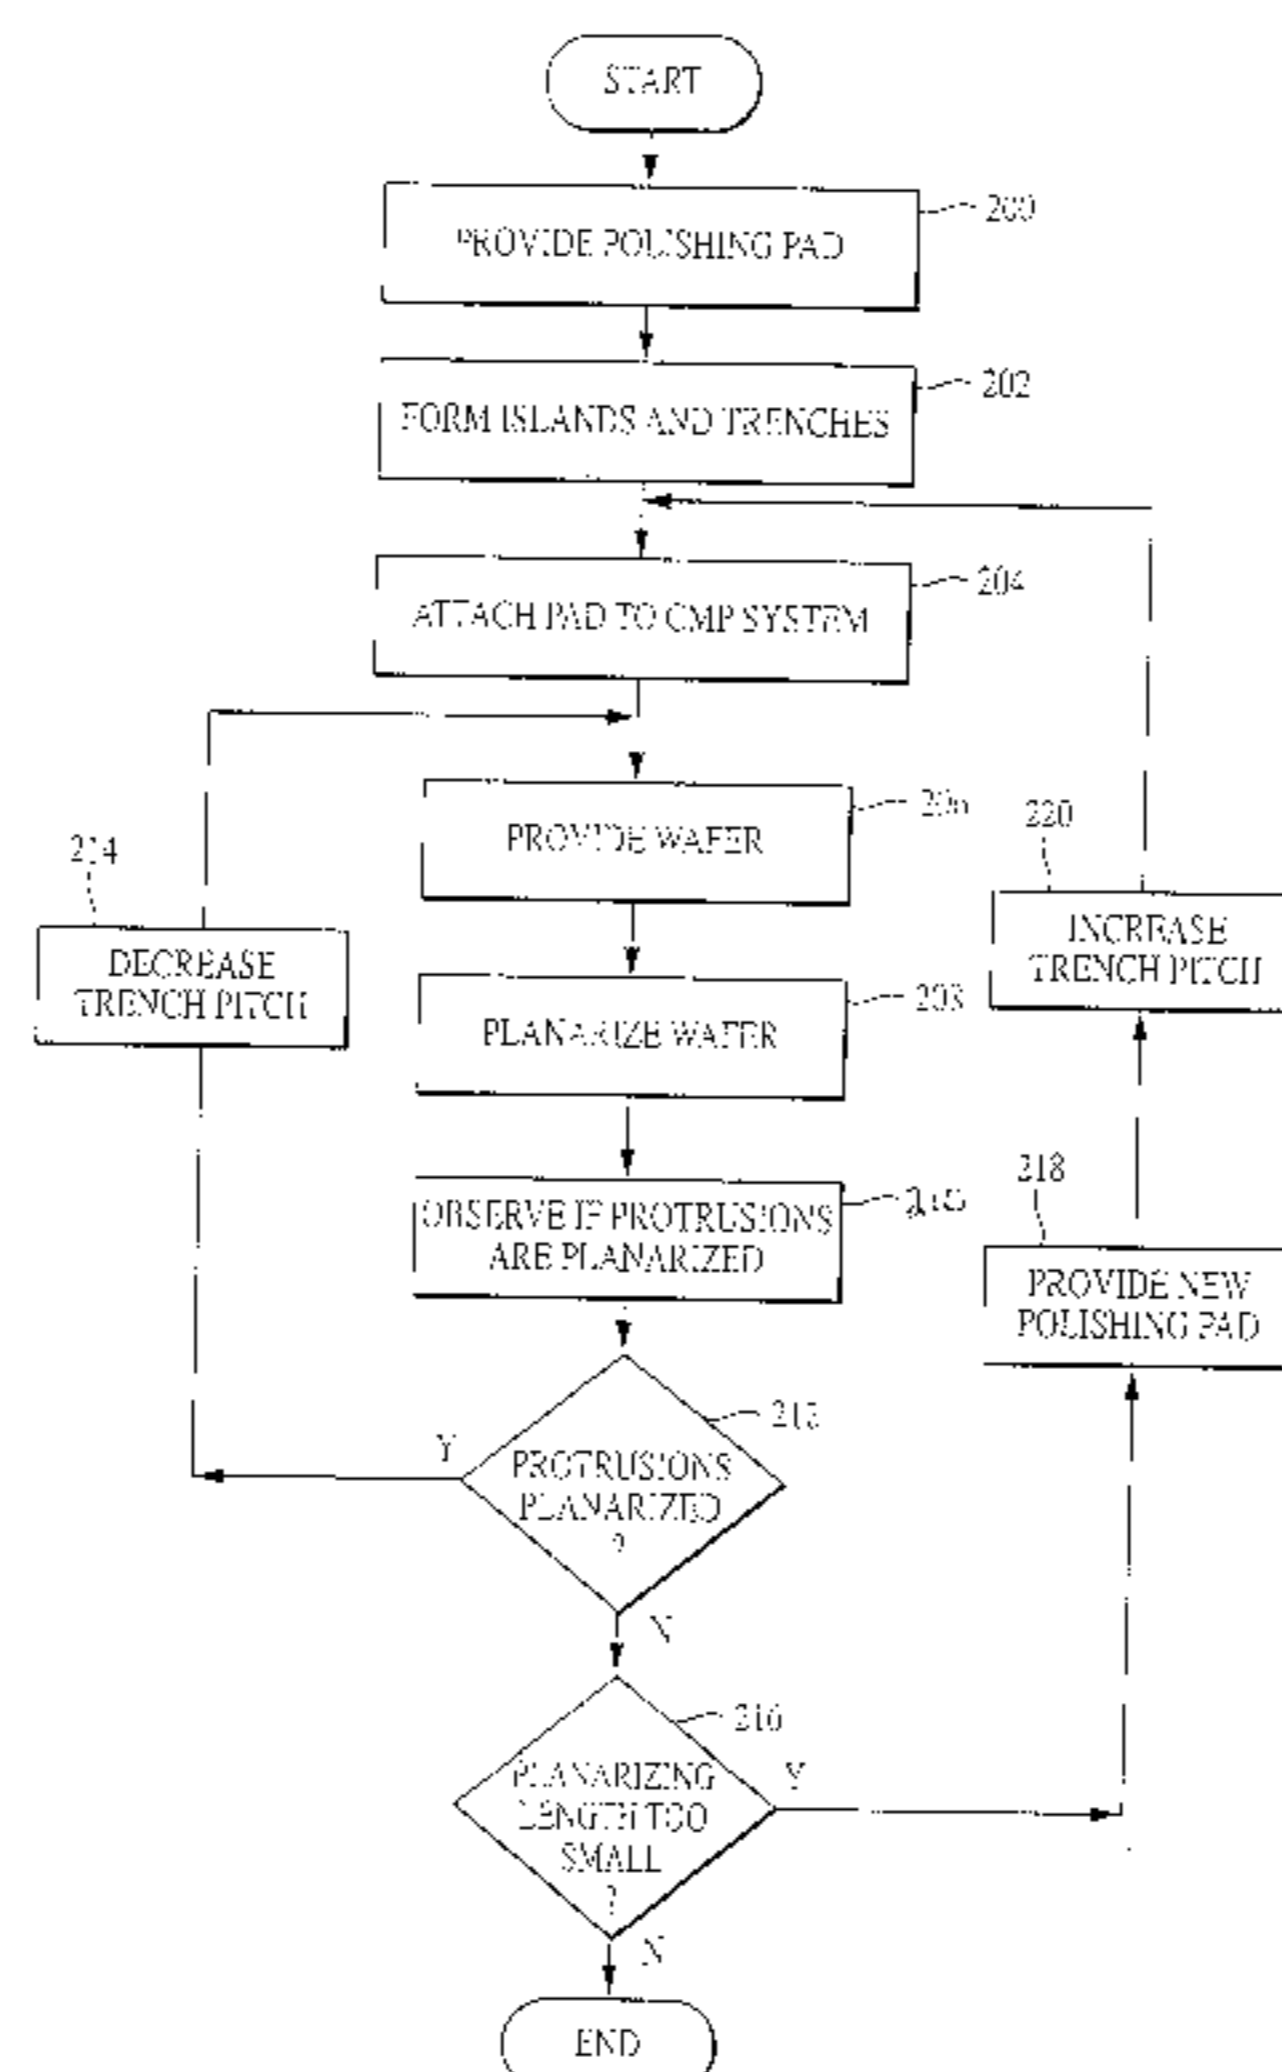 START
PROVIDE POLISHING PAD
200
FORM ISLANDS AND TRENCHES
202
ATTACH PAD TO CMP SYSTEM
204
PROVIDE WAFER
206
214
DECREASE
TRENCH PITCH
220
INCREASE
TRENCH PITCH
PLANARIZE WAFER
208
218
PROVIDE NEW
POLISHING PAD
OBSERVE IF PROTRUSIONS
ARE PLANARIZED
Y
PROTRUSIONS
PLANARIZED
?
N
216
PLANARIZING
LENGTH TOO
SMALL
?
Y
N
END